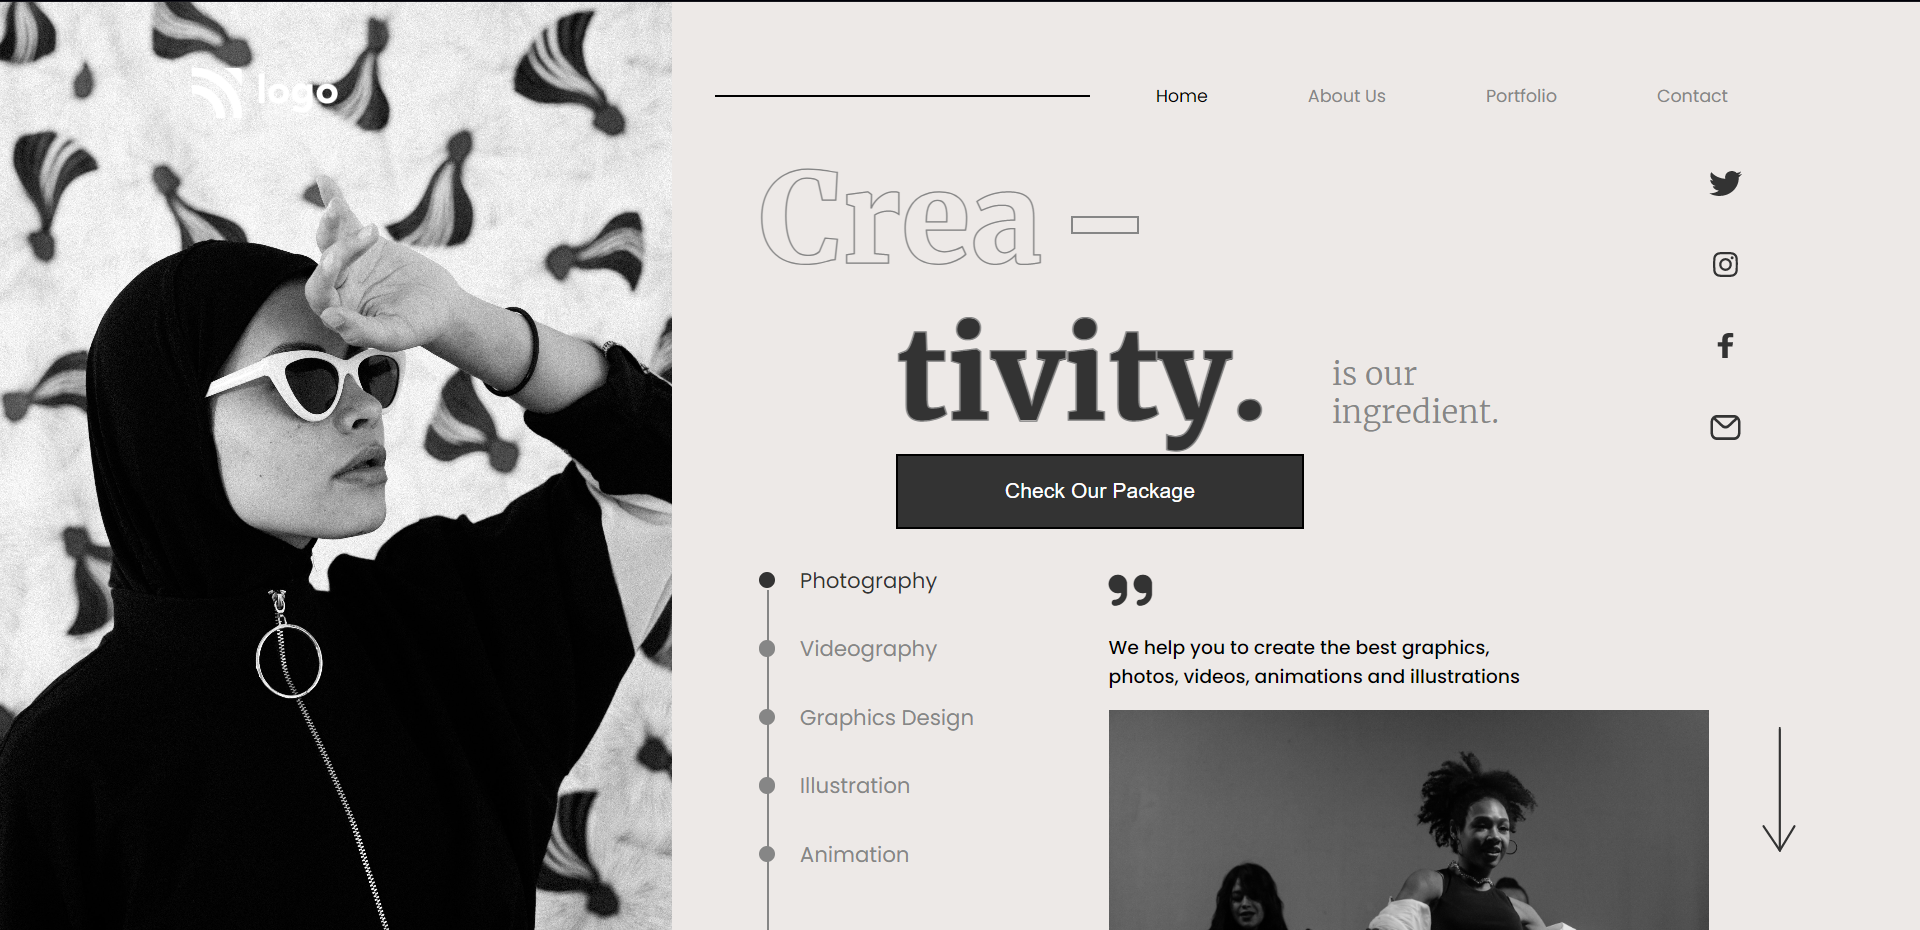 logo
Home
About Us
Portfolio
Contact
Crea –
tivity.
is our
ingredient.
Check Our Package
Photography
Videography
Graphics Design
Illustration
Animation
”
We help you to create the best graphics,
photos, videos, animations and illustrations